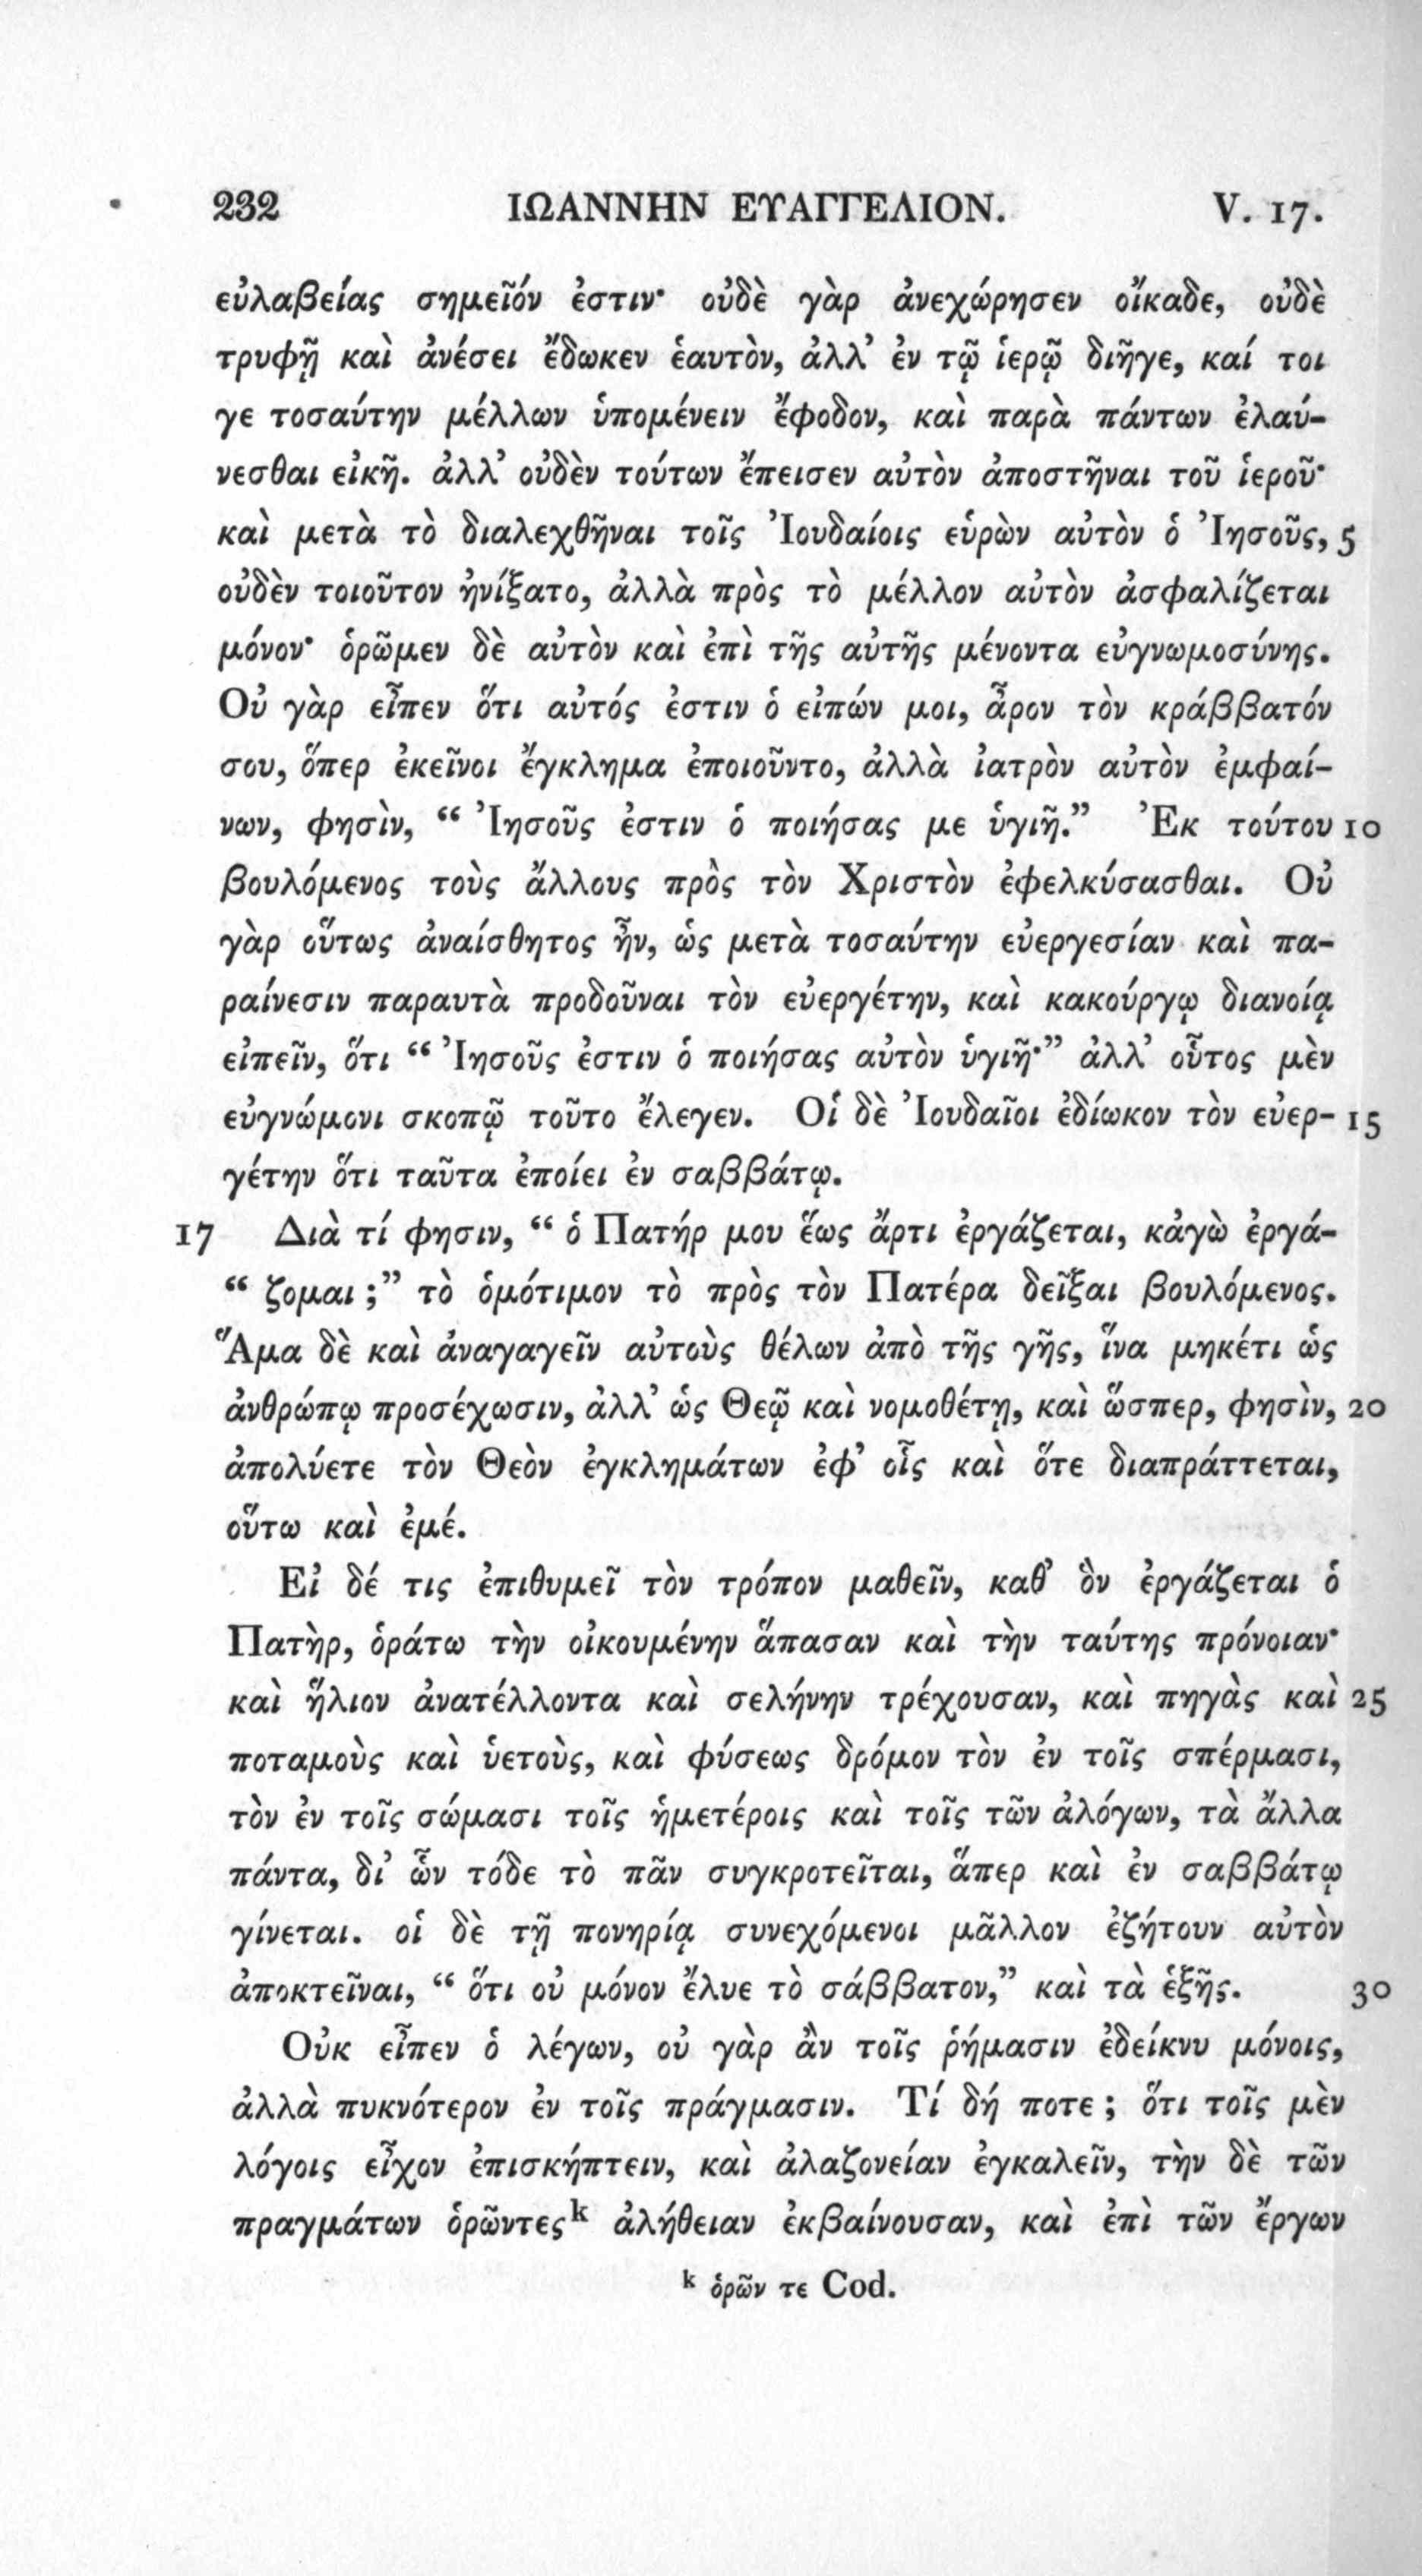 232 ΙΩΑΝΝΗΝ ΕΥΑΓΓΕΛΙΟΝ. V. 17.
εὐλαβείας σημεῖόν ἐστιν· οὐδὲ γὰρ ἀνεχώρησεν οἴκαδε, οὐδὲ
τρυφῇ καὶ ἀνέσει ἔδωκεν ἑαυτὸν, ἀλλ’ ἐν τῷ ἱερῷ διῆγε, καί τοι
γε τοσαύτην μέλλων ὑπομένειν ἔφοδον, καὶ παρὰ πάντων ἐλαύ-
νεσθαι εἰκῆ. ἀλλ’ οὐδὲν τούτων ἔπεισεν αὐτὸν ἀποστῆναι τοῦ ἱεροῦ·
καὶ μετὰ τὸ διαλεχθῆναι τοῖς Ἰουδαίοις εὑρὼν αὐτὸν ὁ Ἰησοῦς, 5
οὐδὲν τοιοῦτον ἠνίξατο, ἀλλὰ πρὸς τὸ μέλλον αὐτὸν ἀσφαλίζεται
μόνον· ὁρῶμεν δὲ αὐτὸν καὶ ἐπὶ τῆς αὐτῆς μένοντα εὐγνωμοσύνης.
Οὐ γὰρ εἶπεν ὅτι αὐτός ἐστιν ὁ εἰπών μοι, ἆρον τὸν κράββατόν
σου, ὅπερ ἐκεῖνοι ἔγκλημα ἐποιοῦντο, ἀλλὰ ἰατρὸν αὐτὸν ἐμφαί-
νων, φησὶν, “ Ἰησοῦς ἐστιν ὁ ποιήσας με ὑγιῆ.” Ἐκ τούτου 10
βουλόμενος τοὺς ἄλλους πρὸς τὸν Χριστὸν ἐφελκύσασθαι. Οὐ
γὰρ οὕτως ἀναίσθητος ἦν, ὡς μετὰ τοσαύτην εὐεργεσίαν καὶ πα-
ραίνεσιν παραυτὰ προδοῦναι τὸν εὐεργέτην, καὶ κακούργῳ διανοίᾳ
εἰπεῖν, ὅτι “ Ἰησοῦς ἐστιν ὁ ποιήσας αὐτὸν ὑγιῆ·” ἀλλ’ οὗτος μὲν
εὐγνώμονι σκοπῷ τοῦτο ἔλεγεν. Οἱ δὲ Ἰουδαῖοι ἐδίωκον τὸν εὐερ- 15
γέτην ὅτι ταῦτα ἐποίει ἐν σαββάτῳ.
17 Διὰ τί φησιν, “ ὁ Πατήρ μου ἕως ἄρτι ἐργάζεται, κἀγὼ ἐργά-
“ ζομαι ;” τὸ ὁμότιμον τὸ πρὸς τὸν Πατέρα δεῖξαι βουλόμενος.
Ἅμα δὲ καὶ ἀναγαγεῖν αὐτοὺς θέλων ἀπὸ τῆς γῆς, ἵνα μηκέτι ὡς
ἀνθρώπῳ προσέχωσιν, ἀλλ’ ὡς Θεῷ καὶ νομοθέτῃ, καὶ ὥσπερ, φησὶν, 20
ἀπολύετε τὸν Θεὸν ἐγκλημάτων ἐφ’ οἷς καὶ ὅτε διαπράττεται,
οὕτω καὶ ἐμέ.
Εἰ δέ τις ἐπιθυμεῖ τὸν τρόπον μαθεῖν, καθ’ ὃν ἐργάζεται ὁ
Πατὴρ, ὁράτω τὴν οἰκουμένην ἅπασαν καὶ τὴν ταύτης πρόνοιαν·
καὶ ἥλιον ἀνατέλλοντα καὶ σελήνην τρέχουσαν, καὶ πηγὰς καὶ 25
ποταμοὺς καὶ ὑετοὺς, καὶ φύσεως δρόμον τὸν ἐν τοῖς σπέρμασι,
τὸν ἐν τοῖς σώμασι τοῖς ἡμετέροις καὶ τοῖς τῶν ἀλόγων, τὰ ἄλλα
πάντα, δι’ ὧν τόδε τὸ πᾶν συγκροτεῖται, ἅπερ καὶ ἐν σαββάτῳ
γίνεται. οἱ δὲ τῇ πονηρίᾳ συνεχόμενοι μᾶλλον ἐζήτουν αὐτὸν
ἀποκτεῖναι, “ ὅτι οὐ μόνον ἔλυε τὸ σάββατον,” καὶ τὰ ἑξῆς. 30
Οὐκ εἶπεν ὁ λέγων, οὐ γὰρ ἂν τοῖς ῥήμασιν ἐδείκνυ μόνοις,
ἀλλὰ πυκνότερον ἐν τοῖς πράγμασιν. Τί δή ποτε ; ὅτι τοῖς μὲν
λόγοις εἶχον ἐπισκήπτειν, καὶ ἀλαζονείαν ἐγκαλεῖν, τὴν δὲ τῶν
πραγμάτων ὁρῶντες k ἀλήθειαν ἐκβαίνουσαν, καὶ ἐπὶ τῶν ἔργων
k ὁρῶν τε Cod.